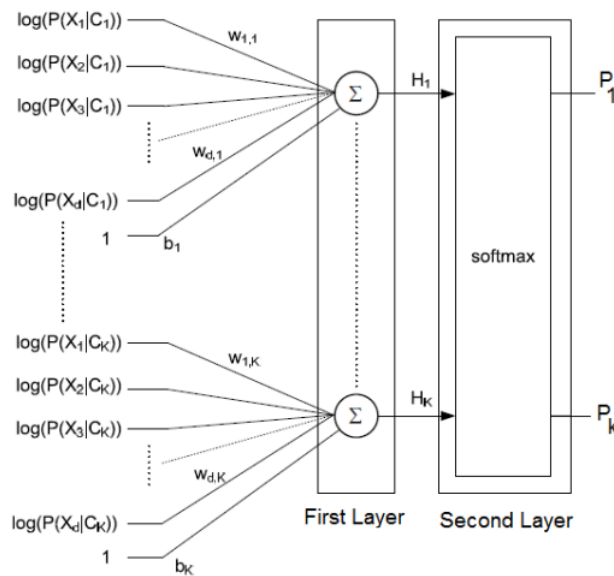 log(P(X1|C1))
w1,1
log(P(X2|C1))
log(P(X3|C1))
Σ
H1
P1
wd,1
log(P(Xd|C1))
1
b1
softmax
log(P(X1|CK))
w1,K
log(P(X2|CK))
log(P(X3|CK))
Σ
HK
Pk
wd,K
log(P(Xd|CK))
1
bK
First Layer
Second Layer